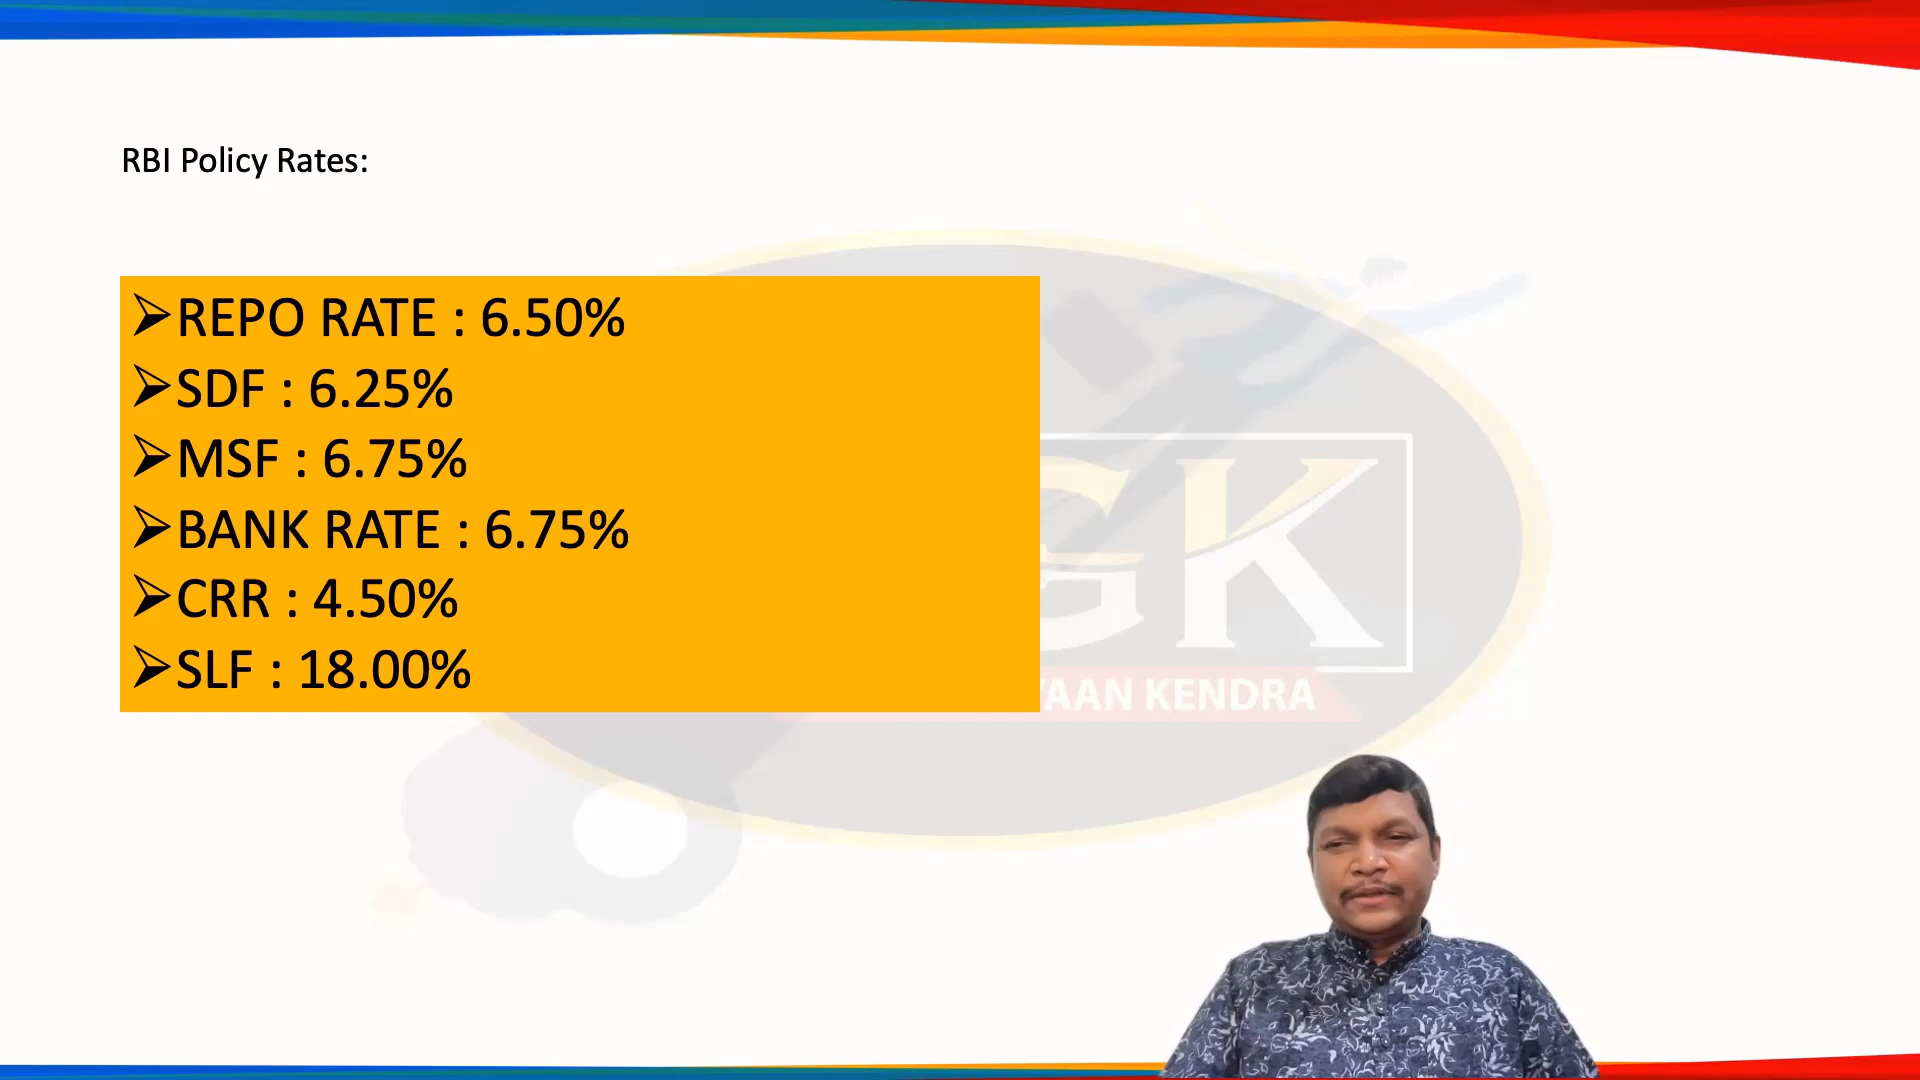 RBI Policy Rates:
➢REPO RATE : 6.50%
➢SDF : 6.25%
➢MSF : 6.75%
➢BANK RATE : 6.75%
➢CRR : 4.50%
➢SLF : 18.00%
GK
YAAN KENDRA